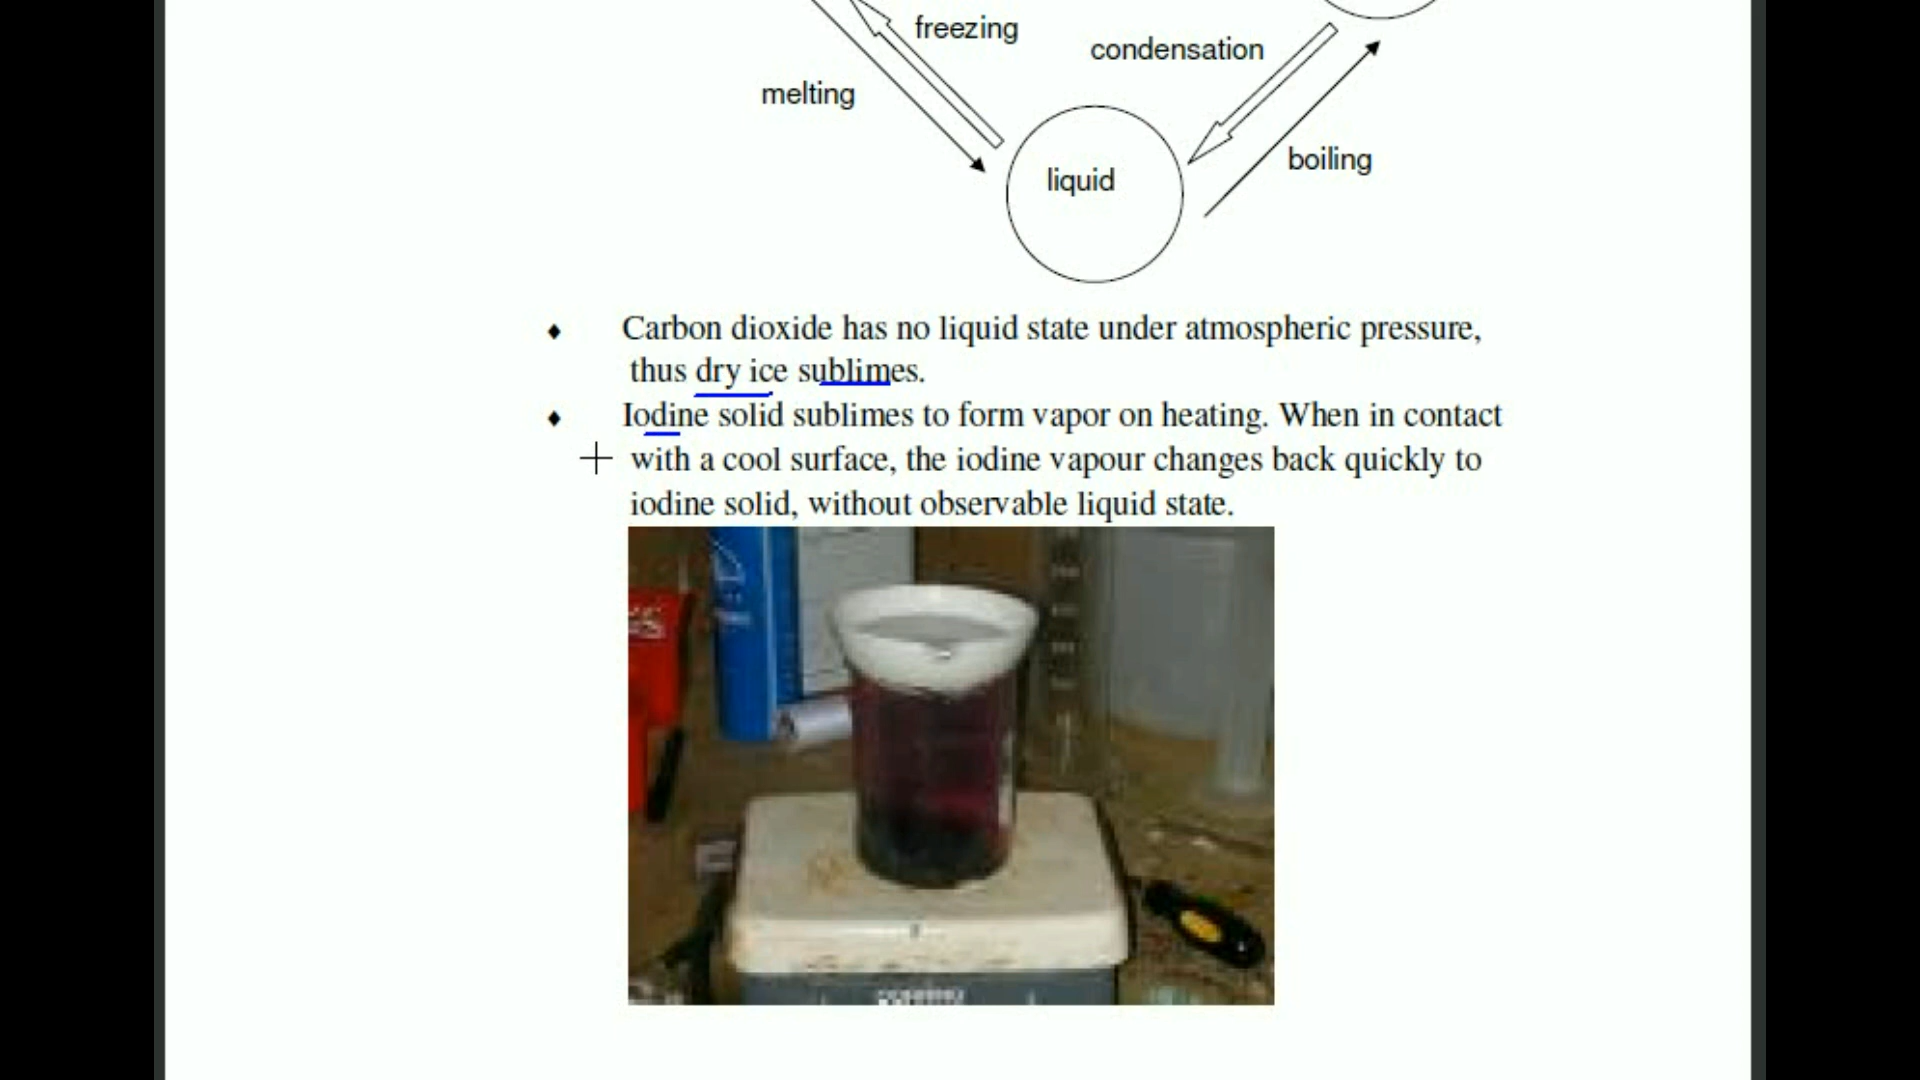 freezing
condensation
melting
boiling
liquid
♦ Carbon dioxide has no liquid state under atmospheric pressure,
thus dry ice sublimes.
♦ Iodine solid sublimes to form vapor on heating. When in contact
with a cool surface, the iodine vapour changes back quickly to
iodine solid, without observable liquid state.